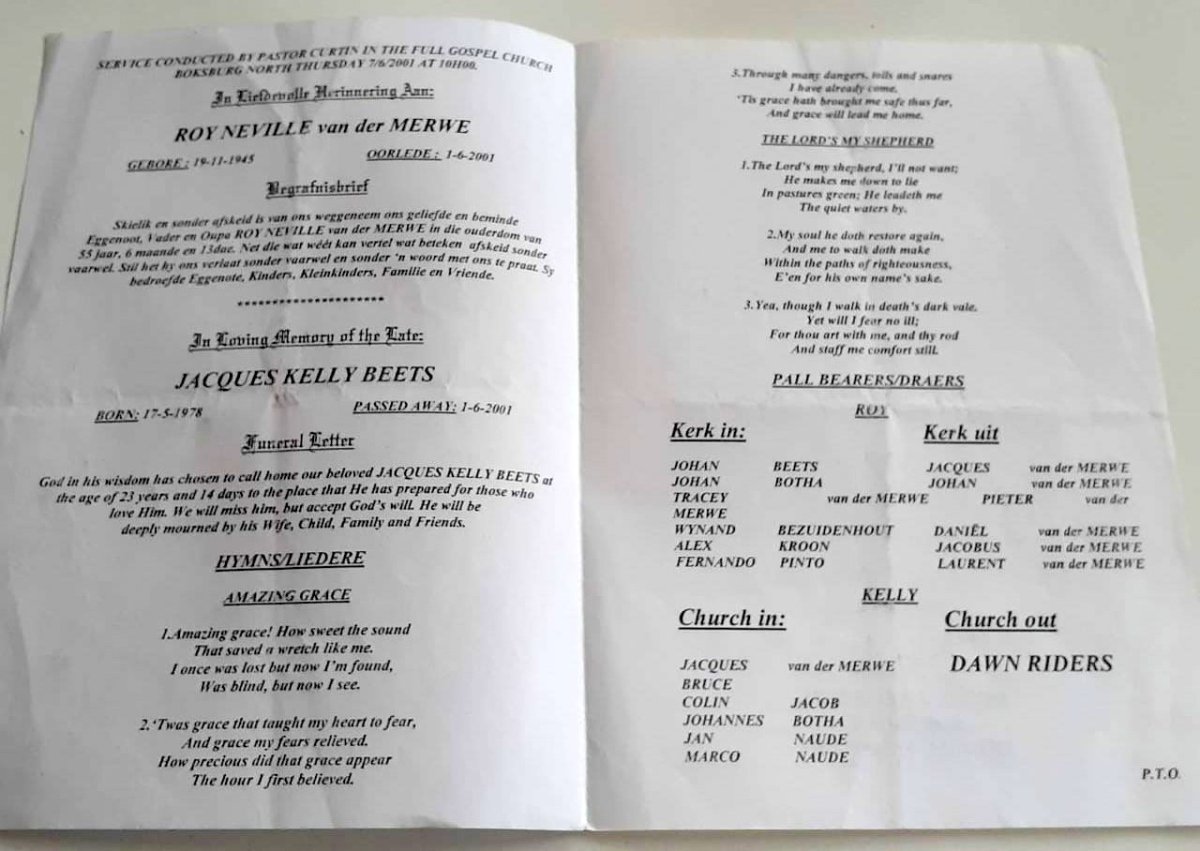 SERVICE CONDUCTED BY PASTOR CURTIN IN THE FULL GOSPEL CHURCH
BOKSBURG NORTH THURSDAY 7/6/2001 AT 10H00.
In Liefdevolle Herinnering Aan:
ROY NEVILLE van der MERWE
GEBORE : 19-11-1945 OORLEDE : 1-6-2001
Begrafnisbrief
Skielik en sonder afskeid is van ons weggeneem ons geliefde en beminde
Eggenoot, Vader en Oupa ROY NEVILLE van der MERWE in die ouderdom van
55 jaar, 6 maande en 13dae. Net die wat wéét kan vertel wat beteken afskeid sonder
vaarwel. Stil het hy ons verlaat sonder vaarwel en sonder 'n woord met ons te praat. Sy
bedroefde Eggenote, Kinders, Kleinkinders, Familie en Vriende.
*********************
In Loving Memory of the Late:
JACQUES KELLY BEETS
BORN: 17-5-1978 PASSED AWAY: 1-6-2001
Funeral Letter
God in his wisdom has chosen to call home our beloved JACQUES KELLY BEETS at
the age of 23 years and 14 days to the place that He has prepared for those who
love Him. We will miss him, but accept God's will. He will be
deeply mourned by his Wife, Child, Family and Friends.
HYMNS/LIEDERE
AMAZING GRACE
1.Amazing grace! How sweet the sound
That saved a wretch like me.
I once was lost but now I'm found,
Was blind, but now I see.
2.'Twas grace that taught my heart to fear,
And grace my fears relieved.
How precious did that grace appear
The hour I first believed.
3.Through many dangers, toils and snares
I have already come.
'Tis grace hath brought me safe thus far,
And grace will lead me home.
THE LORD'S MY SHEPHERD
1.The Lord's my shepherd, I'll not want;
He makes me down to lie
In pastures green; He leadeth me
The quiet waters by.
2.My soul he doth restore again,
And me to walk doth make
Within the paths of righteousness,
E'en for his own name's sake.
3.Yea, though I walk in death's dark vale.
Yet will I fear no ill;
For thou art with me, and thy rod
And staff me comfort still.
PALL BEARERS/DRAERS
ROY
Kerk in: Kerk uit
JOHAN BEETS JACQUES van der MERWE
JOHAN BOTHA JOHAN van der MERWE
TRACEY van der MERWE PIETER van der
MERWE
WYNAND BEZUIDENHOUT DANIËL van der MERWE
ALEX KROON JACOBUS van der MERWE
FERNANDO PINTO LAURENT van der MERWE
KELLY
Church in: Church out
JACQUES van der MERWE DAWN RIDERS
BRUCE
COLIN JACOB
JOHANNES BOTHA
JAN NAUDE
MARCO NAUDE
P.T.O.